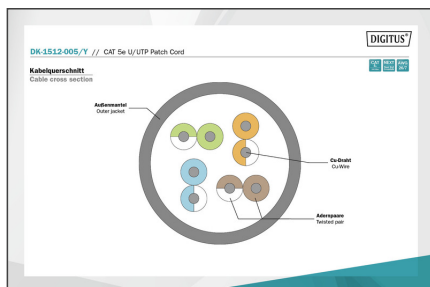 DIGITUS®
DK-1512-005/Y // CAT 5e U/UTP Patch Cord
Kabelquerschnitt
Cable cross section
Außenmantel
Outer jacket
Cu-Draht
Cu-Wire
Adernpaare
Twisted pair